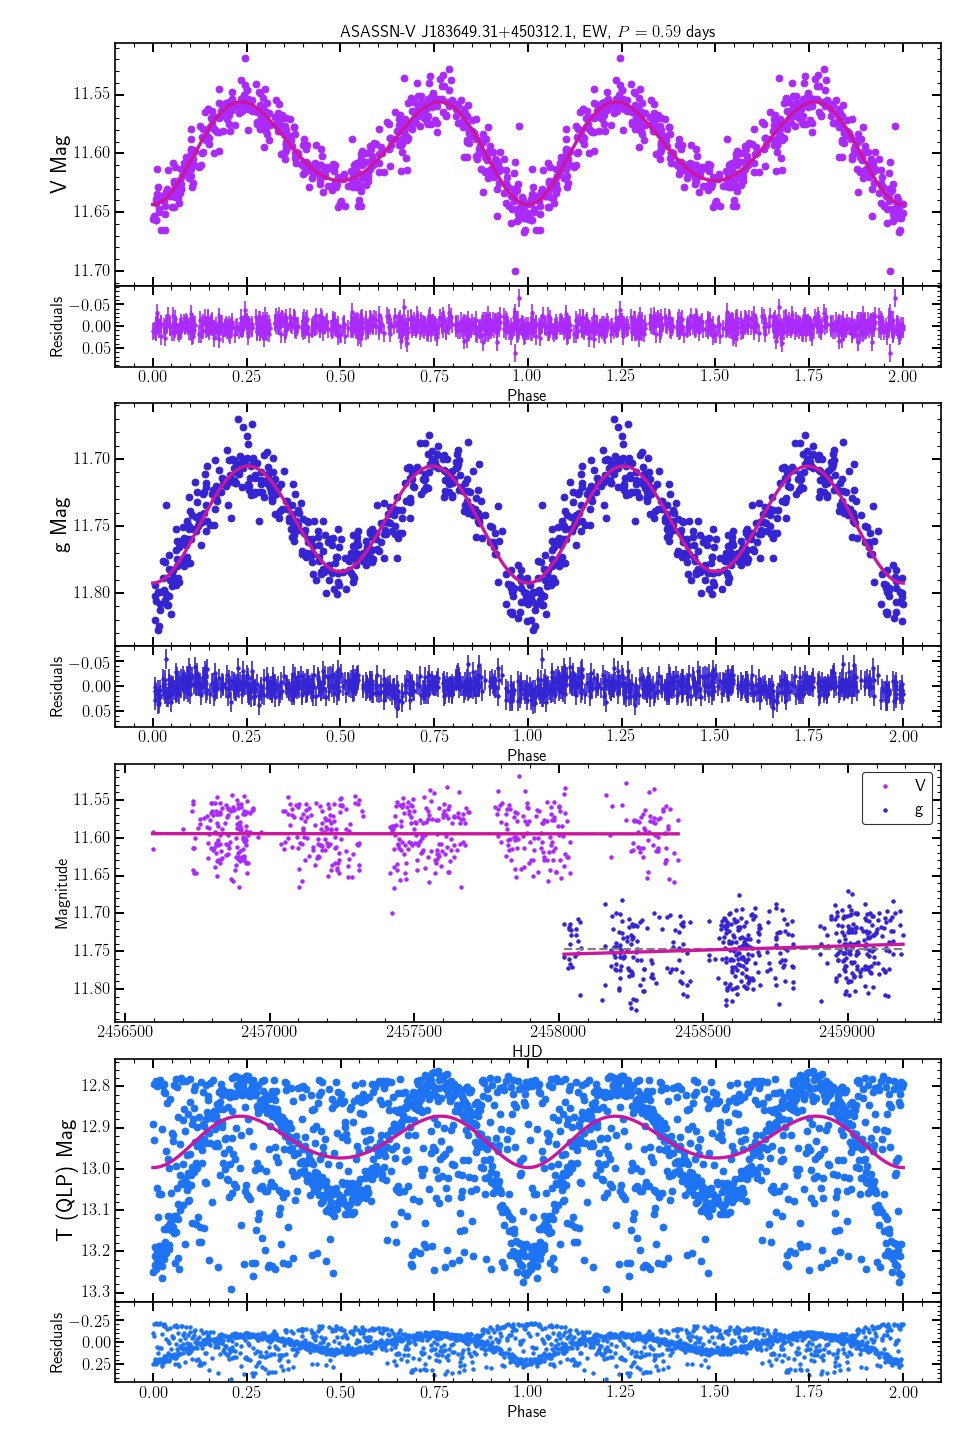 ASASSN-V J183649.31+450312.1, EW, P = 0.59 days
V Mag
11.55
11.60
11.65
11.70
Residuals
−0.05
0.00
0.05
0.00 0.25 0.50 0.75 1.00 1.25 1.50 1.75 2.00
Phase
g Mag
11.70
11.75
11.80
Residuals
−0.05
0.00
0.05
0.00 0.25 0.50 0.75 1.00 1.25 1.50 1.75 2.00
Phase
Magnitude
11.55
11.60
11.65
11.70
11.75
11.80
V
g
2456500 2457000 2457500 2458000 2458500 2459000
HJD
T (QLP) Mag
12.8
12.9
13.0
13.1
13.2
13.3
Residuals
−0.25
0.00
0.25
0.00 0.25 0.50 0.75 1.00 1.25 1.50 1.75 2.00
Phase